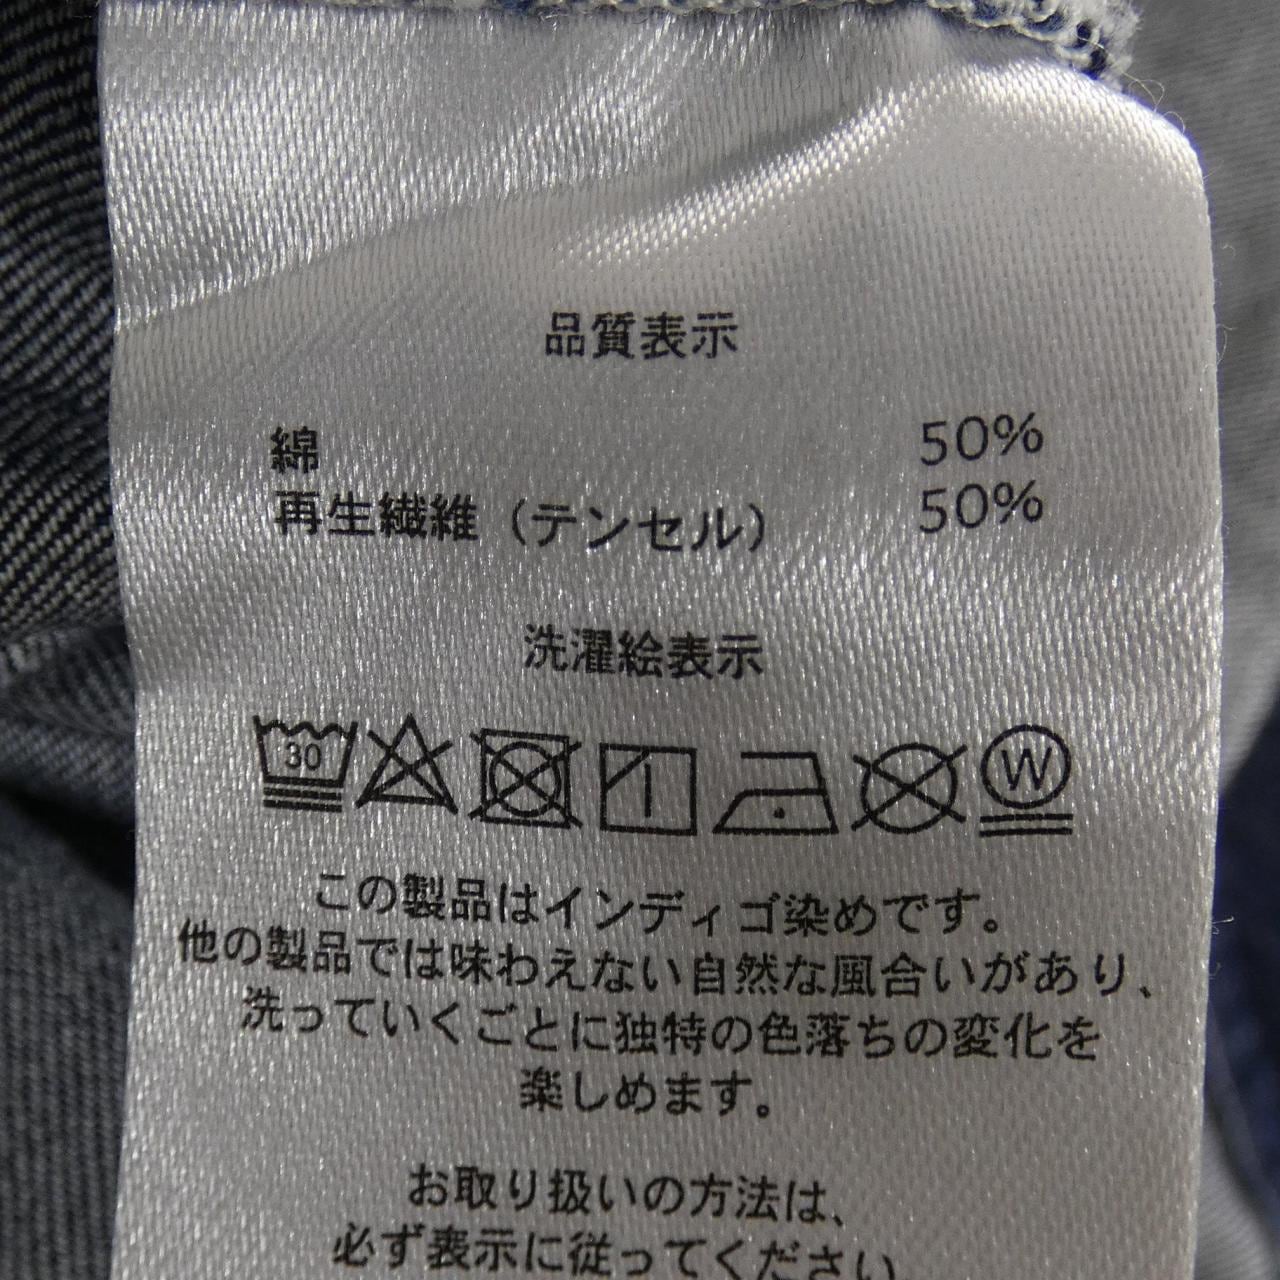 品質表示
綿 50%
再生繊維（テンセル） 50%
洗濯絵表示
30 W
この製品はインディゴ染めです。
他の製品では味わえない自然な風合いがあり、
洗っていくごとに独特の色落ちの変化を
楽しめます。
お取り扱いの方法は、
必ず表示に従ってください